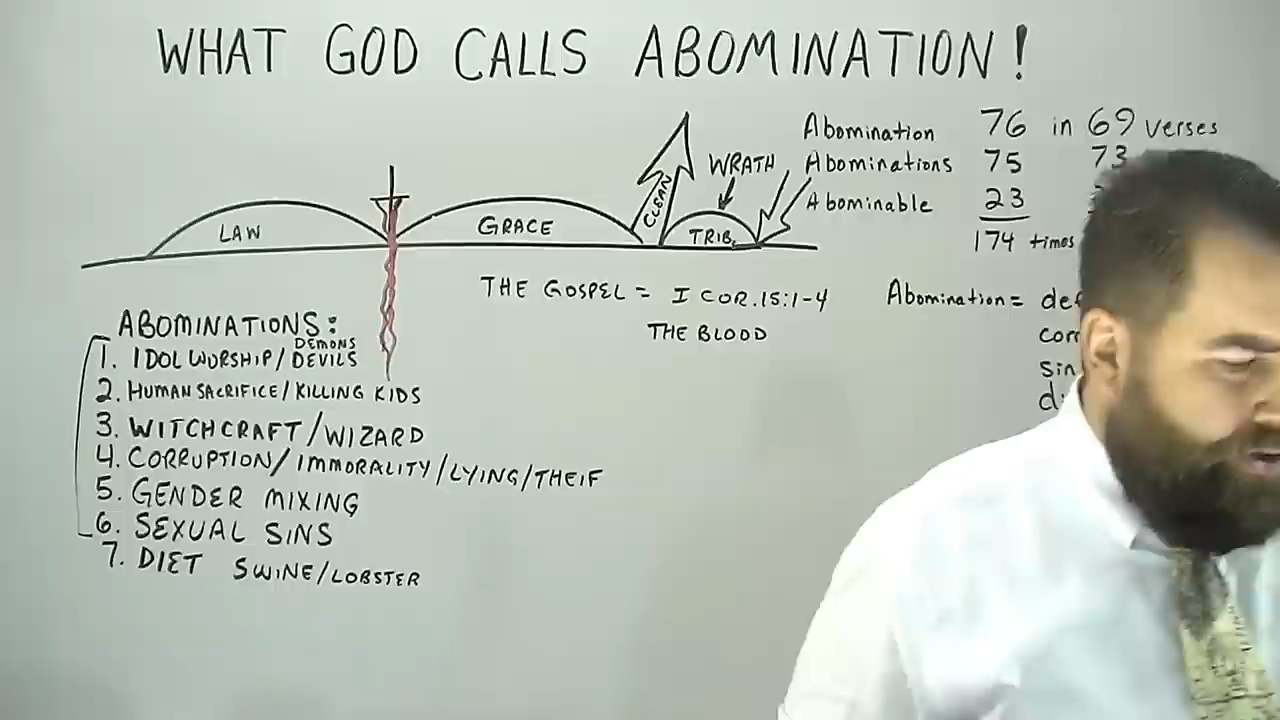 WHAT GOD CALLS ABOMINATION!
Abomination 76 in 69 verses
Abominations 75 73
Abominable 23
174 times
WRATH
CLEAN
LAW
GRACE
TRIB.
THE GOSPEL = I COR. 15:1-4
THE BLOOD
Abomination =
ABOMINATIONS:
DEMONS
1. IDOL WORSHIP/DEVILS
2. HUMAN SACRIFICE/KILLING KIDS
3. WITCHCRAFT/WIZARD
4. CORRUPTION/IMMORALITY/LYING/THEIF
5. GENDER MIXING
6. SEXUAL SINS
7. DIET SWINE/LOBSTER